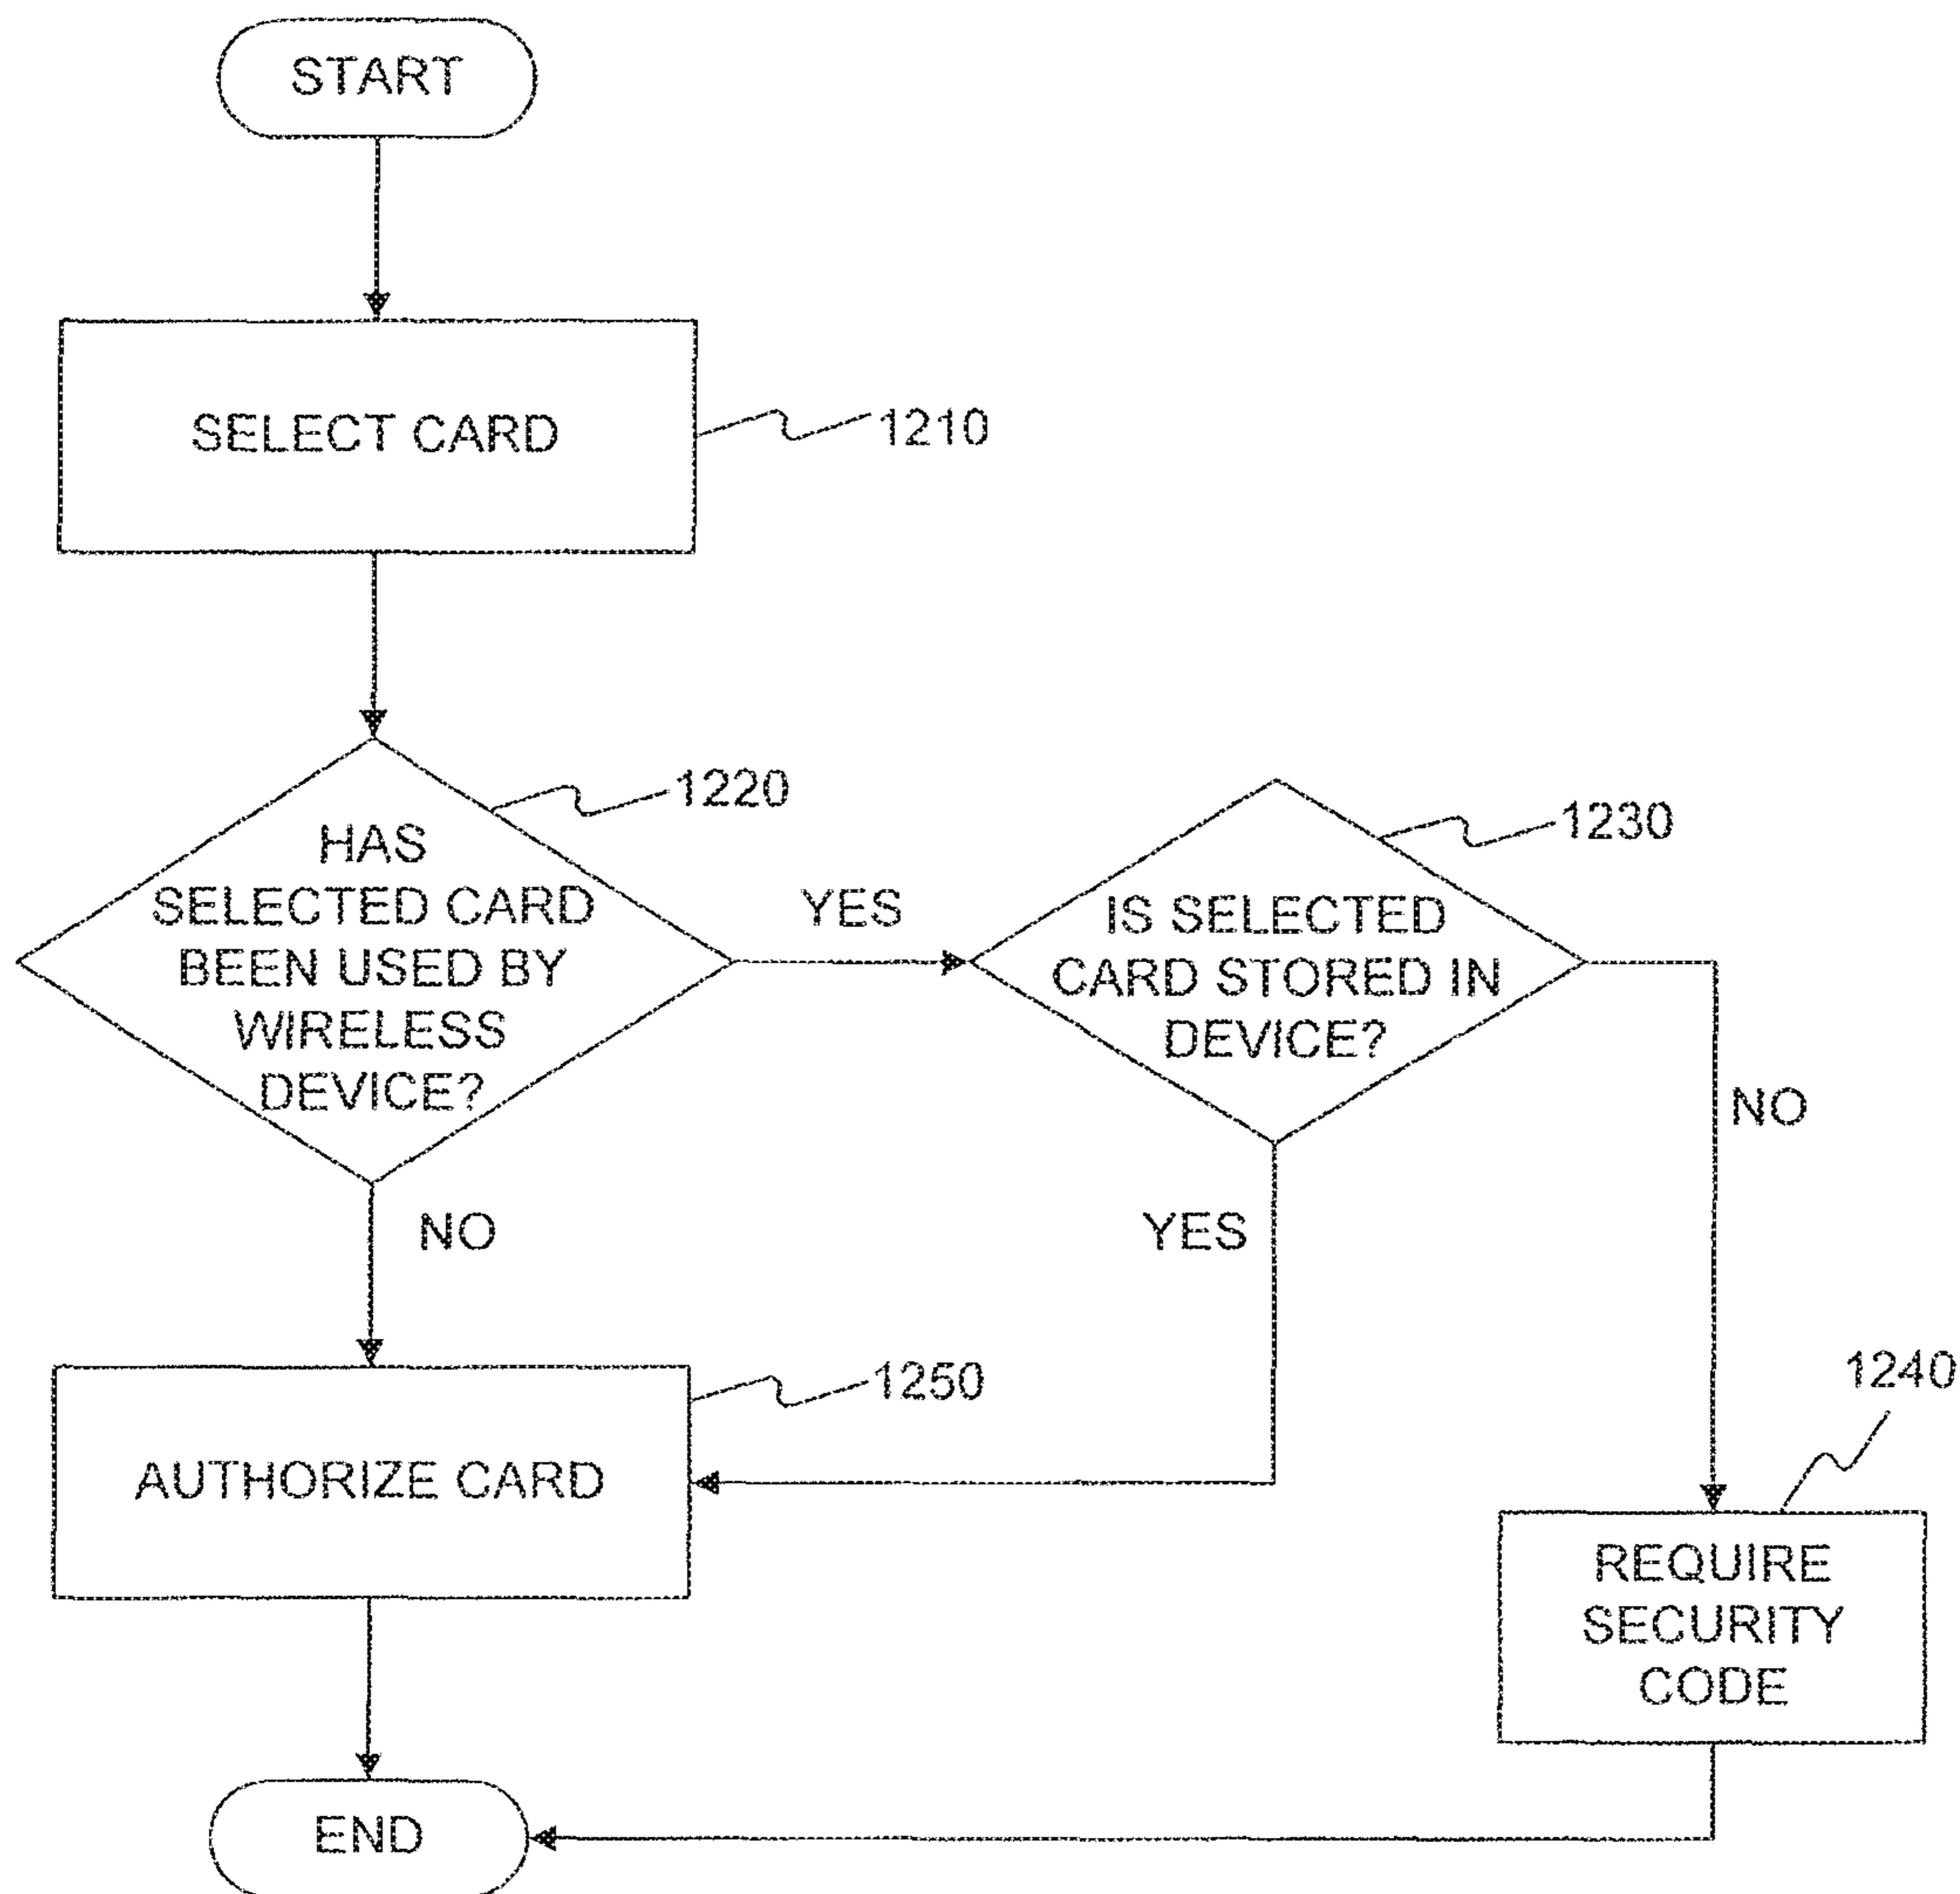 START
SELECT CARD
1210
HAS
SELECTED CARD
BEEN USED BY
WIRELESS
DEVICE?
1220
YES
IS SELECTED
CARD STORED IN
DEVICE?
1230
NO
YES
NO
AUTHORIZE CARD
1250
1240
REQUIRE
SECURITY
CODE
END